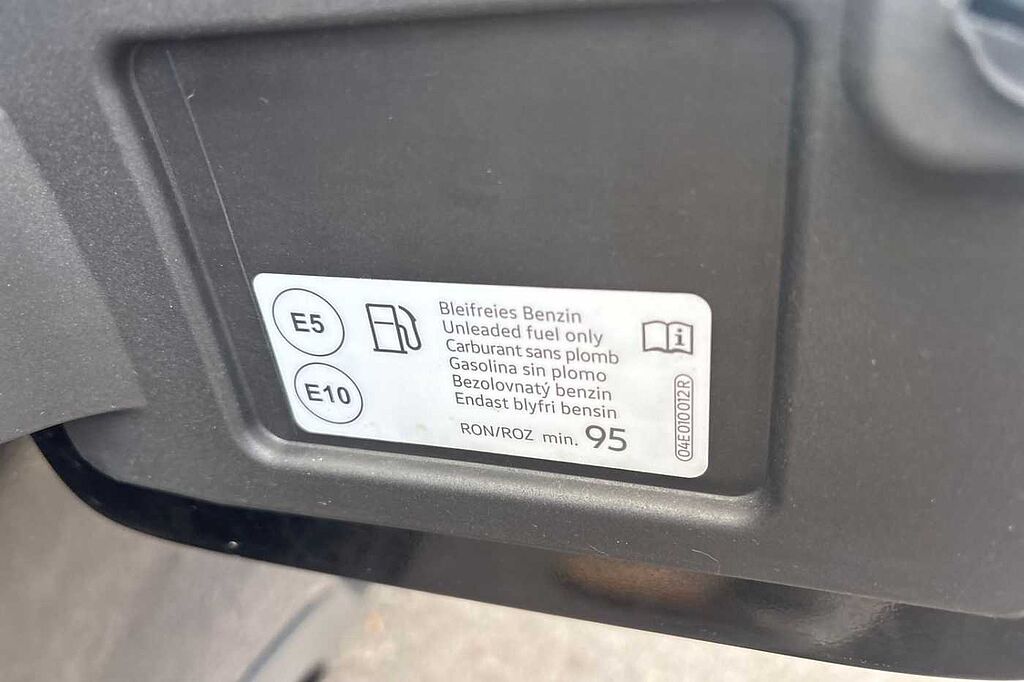 E5
E10
Bleifreies Benzin
Unleaded fuel only
Carburant sans plomb
Gasolina sin plomo
Bezolovnatý benzin
Endast blyfri bensin
RON/ROZ min. 95
i
04E010012R